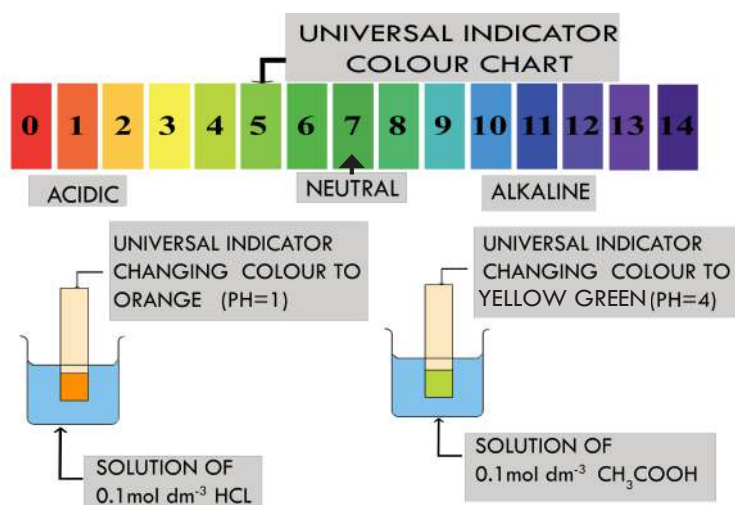 UNIVERSAL INDICATOR
COLOUR CHART
0 1 2 3 4 5 6 7 8 9 10 11 12 13 14
ACIDIC
NEUTRAL
ALKALINE
UNIVERSAL INDICATOR
CHANGING COLOUR TO
ORANGE (PH=1)
UNIVERSAL INDICATOR
CHANGING COLOUR TO
YELLOW GREEN (PH=4)
SOLUTION OF
0.1mol dm⁻³ HCL
SOLUTION OF
0.1mol dm⁻³ CH₃COOH